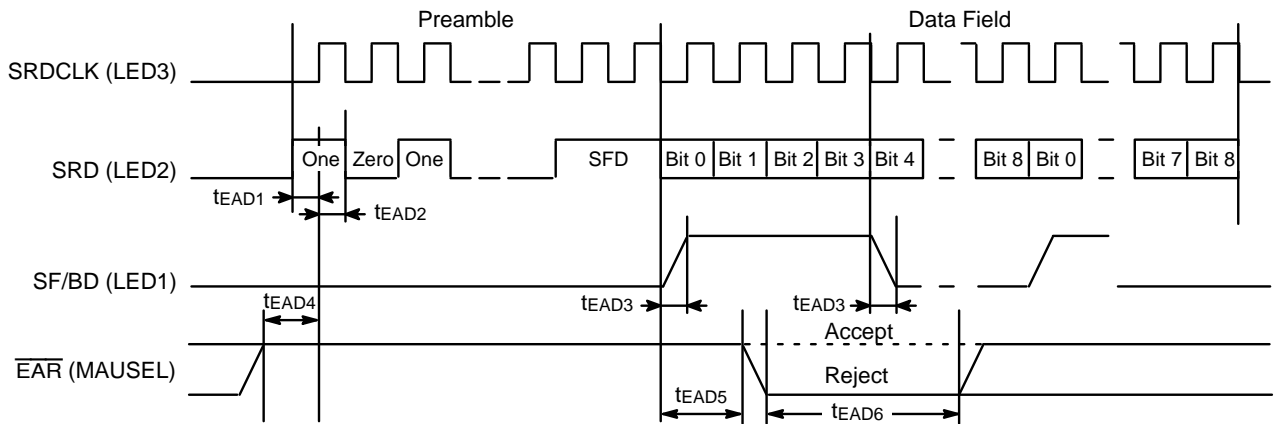 Preamble
Data Field
SRDCLK (LED3)
SRD (LED2)
One
Zero
One
SFD
Bit 0
Bit 1
Bit 2
Bit 3
Bit 4
Bit 8
Bit 0
Bit 7
Bit 8
tEAD1
tEAD2
SF/BD (LED1)
tEAD4
tEAD3
tEAD3
Accept
EAR (MAUSEL)
Reject
tEAD5
tEAD6